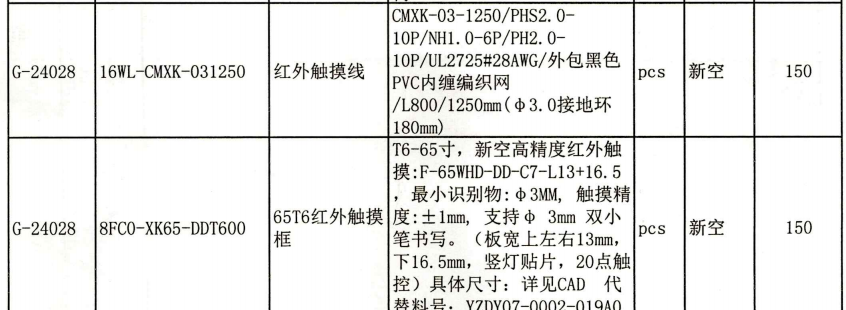 G-24028
16WL-CMXK-031250
红外触摸线
CMXK-03-1250/PHS2.0-
10P/NH1.0-6P/PH2.0-
10P/UL2725#28AWG/外包黑色
PVC内缠编织网
/L800/1250mm(φ3.0接地环
180mm)
pcs
新空
150
G-24028
8FC0-XK65-DDT600
65T6红外触摸
框
T6-65寸，新空高精度红外触
摸:F-65WHD-DD-C7-L13+16.5
，最小识别物:φ3MM, 触摸精
度:±1mm, 支持φ 3mm 双小
笔书写。（板宽上左右13mm，
下16.5mm，竖灯贴片，20点触
控）具体尺寸：详见CAD 代
替料号：YZDY07-0002-019A0
pcs
新空
150